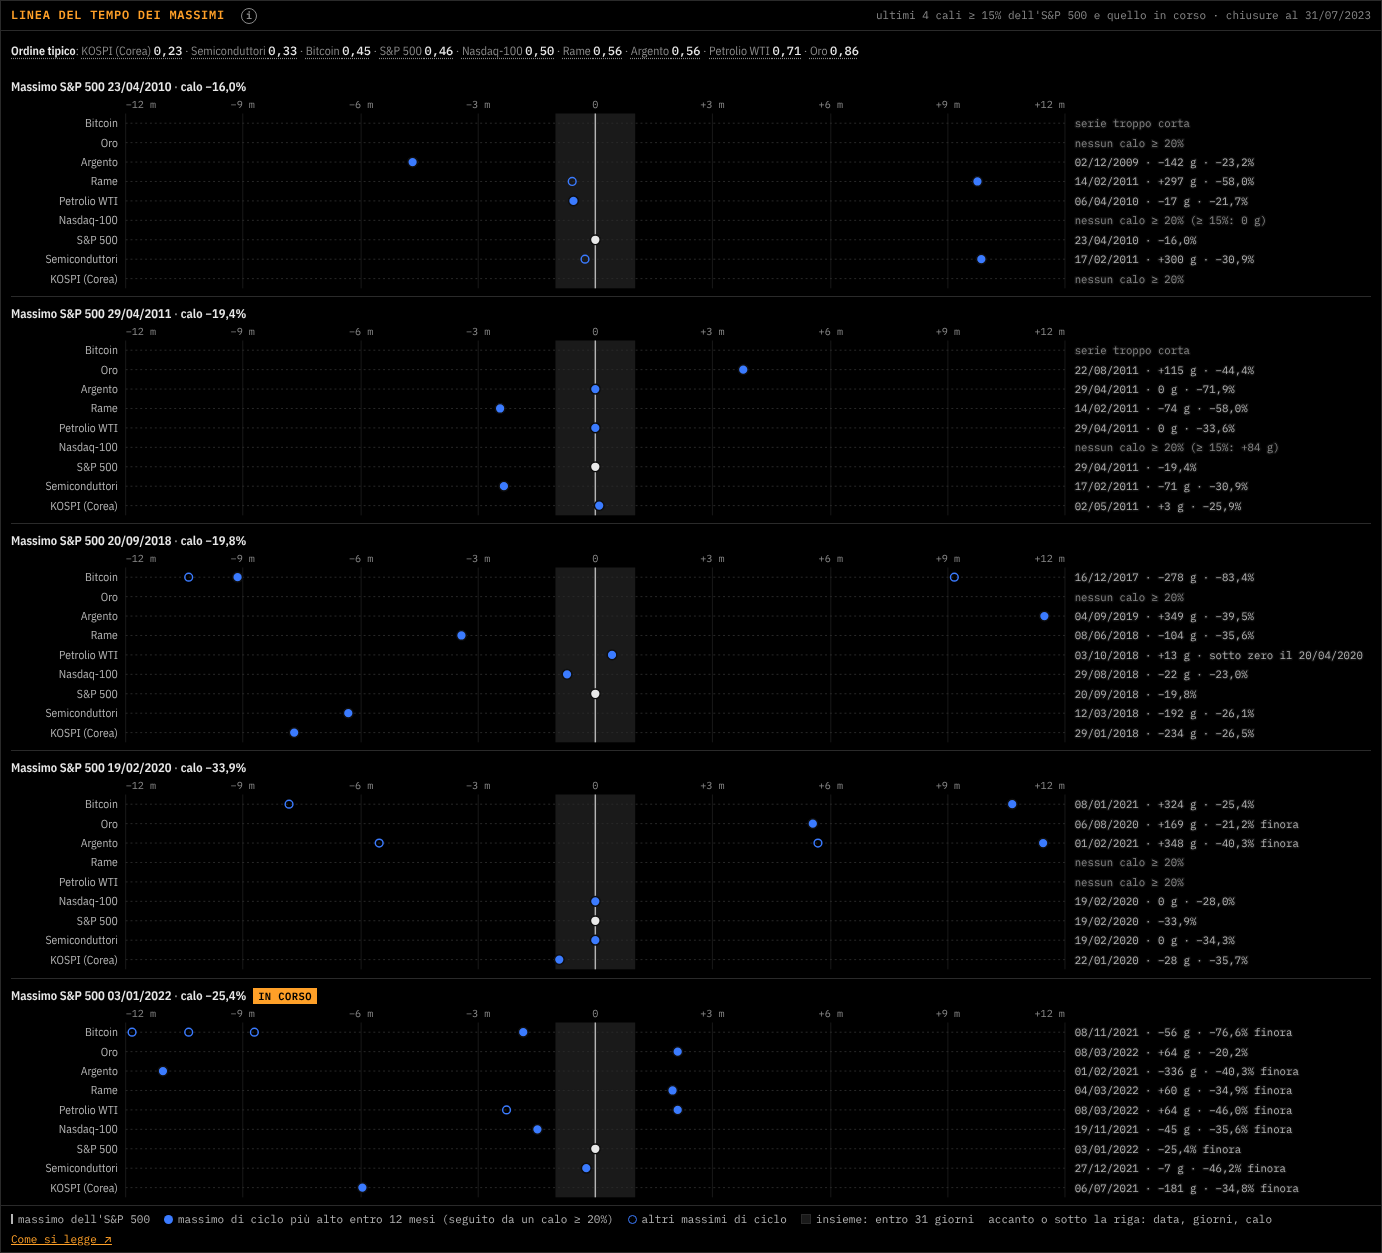 LINEA DEL TEMPO DEI MASSIMI i ultimi 4 cali ≥ 15% dell'S&P 500 e quello in corso · chiusure al 31/07/2023
Ordine tipico: KOSPI (Corea) 0,23 · Semiconduttori 0,33 · Bitcoin 0,45 · S&P 500 0,46 · Nasdaq-100 0,50 · Rame 0,56 · Argento 0,56 · Petrolio WTI 0,71 · Oro 0,86
Massimo S&P 500 23/04/2010 · calo −16,0%
−12 m −9 m −6 m −3 m 0 +3 m +6 m +9 m +12 m
Bitcoin serie troppo corta
Oro nessun calo ≥ 20%
Argento 02/12/2009 · −142 g · −23,2%
Rame 14/02/2011 · +297 g · −58,0%
Petrolio WTI 06/04/2010 · −17 g · −21,7%
Nasdaq-100 nessun calo ≥ 20% (≥ 15%: 0 g)
S&P 500 23/04/2010 · −16,0%
Semiconduttori 17/02/2011 · +300 g · −30,9%
KOSPI (Corea) nessun calo ≥ 20%
Massimo S&P 500 29/04/2011 · calo −19,4%
−12 m −9 m −6 m −3 m 0 +3 m +6 m +9 m +12 m
Bitcoin serie troppo corta
Oro 22/08/2011 · +115 g · −44,4%
Argento 29/04/2011 · 0 g · −71,9%
Rame 14/02/2011 · −74 g · −58,0%
Petrolio WTI 29/04/2011 · 0 g · −33,6%
Nasdaq-100 nessun calo ≥ 20% (≥ 15%: +84 g)
S&P 500 29/04/2011 · −19,4%
Semiconduttori 17/02/2011 · −71 g · −30,9%
KOSPI (Corea) 02/05/2011 · +3 g · −25,9%
Massimo S&P 500 20/09/2018 · calo −19,8%
−12 m −9 m −6 m −3 m 0 +3 m +6 m +9 m +12 m
Bitcoin 16/12/2017 · −278 g · −83,4%
Oro nessun calo ≥ 20%
Argento 04/09/2019 · +349 g · −39,5%
Rame 08/06/2018 · −104 g · −35,6%
Petrolio WTI 03/10/2018 · +13 g · sotto zero il 20/04/2020
Nasdaq-100 29/08/2018 · −22 g · −23,0%
S&P 500 20/09/2018 · −19,8%
Semiconduttori 12/03/2018 · −192 g · −26,1%
KOSPI (Corea) 29/01/2018 · −234 g · −26,5%
Massimo S&P 500 19/02/2020 · calo −33,9%
−12 m −9 m −6 m −3 m 0 +3 m +6 m +9 m +12 m
Bitcoin 08/01/2021 · +324 g · −25,4%
Oro 06/08/2020 · +169 g · −21,2% finora
Argento 01/02/2021 · +348 g · −40,3% finora
Rame nessun calo ≥ 20%
Petrolio WTI nessun calo ≥ 20%
Nasdaq-100 19/02/2020 · 0 g · −28,0%
S&P 500 19/02/2020 · −33,9%
Semiconduttori 19/02/2020 · 0 g · −34,3%
KOSPI (Corea) 22/01/2020 · −28 g · −35,7%
Massimo S&P 500 03/01/2022 · calo −25,4% IN CORSO
−12 m −9 m −6 m −3 m 0 +3 m +6 m +9 m +12 m
Bitcoin 08/11/2021 · −56 g · −76,6% finora
Oro 08/03/2022 · +64 g · −20,2%
Argento 01/02/2021 · −336 g · −40,3% finora
Rame 04/03/2022 · +60 g · −34,9% finora
Petrolio WTI 08/03/2022 · +64 g · −46,0% finora
Nasdaq-100 19/11/2021 · −45 g · −35,6% finora
S&P 500 03/01/2022 · −25,4% finora
Semiconduttori 27/12/2021 · −7 g · −46,2% finora
KOSPI (Corea) 06/07/2021 · −181 g · −34,8% finora
massimo dell'S&P 500 massimo di ciclo più alto entro 12 mesi (seguito da un calo ≥ 20%) altri massimi di ciclo insieme: entro 31 giorni accanto o sotto la riga: data, giorni, calo
Come si legge ↗